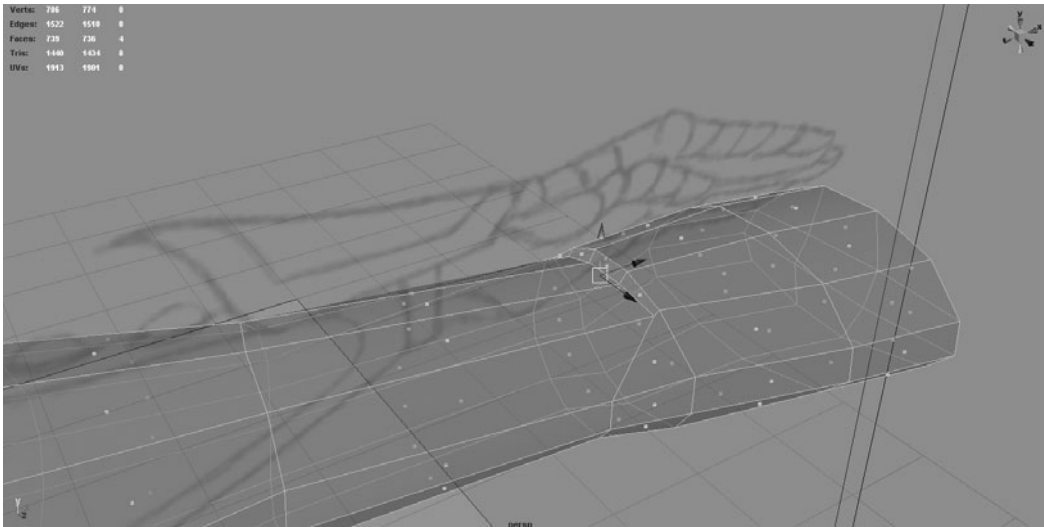 Verts: 786 774 0
Edges: 1522 1518 0
Faces: 739 736 4
Tris: 1440 1434 6
UVs: 1913 1901 0
Y
X
Y
Z
persp